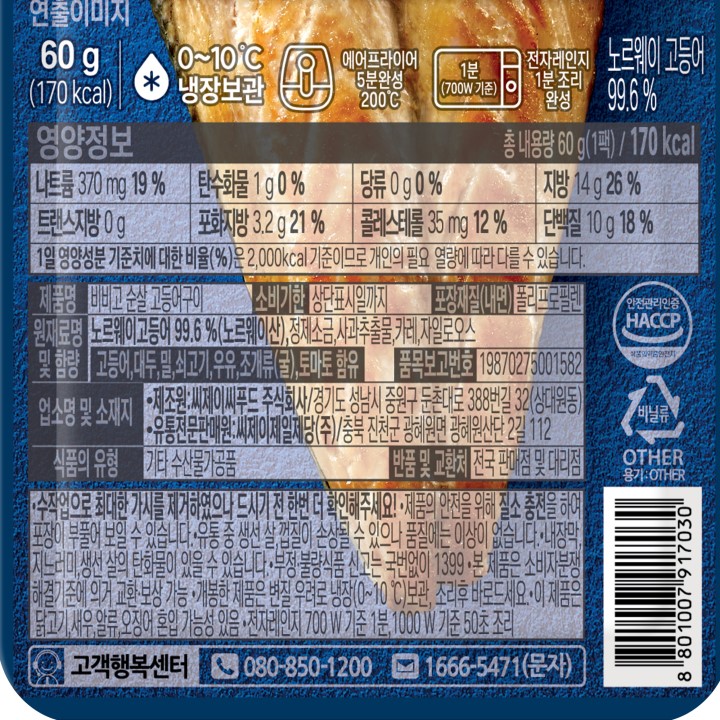 연출이미지
60 g
(170 kcal)
0~10℃
냉장보관
에어프라이어
5분완성
200℃
1분
(700W 기준)
전자레인지
1분 조리
완성
노르웨이 고등어
99.6 %
영양정보
총 내용량 60 g(1팩) / 170 kcal
나트륨 370 mg 19 % 탄수화물 1 g 0 % 당류 0 g 0 % 지방 14 g 26 %
트랜스지방 0 g 포화지방 3.2 g 21 % 콜레스테롤 35 mg 12 % 단백질 10 g 18 %
1일 영양성분 기준치에 대한 비율(%)은 2,000kcal 기준이므로 개인의 필요 열량에 따라 다를 수 있습니다.
제품명 비비고 순살 고등어구이 소비기한 상단표시일까지 포장재질(내면) 폴리프로필렌
원재료명 노르웨이고등어 99.6 %(노르웨이산), 정제소금, 사과추출물, 카레, 자일로오스
및 함량 고등어, 대두, 밀, 쇠고기, 우유, 조개류(굴), 토마토 함유 품목보고번호 19870275001582
업소명 및 소재지
•제조원:씨제이씨푸드 주식회사/경기도 성남시 중원구 둔촌대로 388번길 32(상대원동)
•유통전문판매원:씨제이제일제당(주)/충북 진천군 광혜원면 광혜원산단 2길 112
식품의 유형 기타 수산물가공품 반품 및 교환처 전국 판매점 및 대리점
•수작업으로 최대한 가시를 제거하였으나 드시기 전 한번 더 확인해주세요! •제품의 안전을 위해 질소 충전을 하여
포장이 부풀어 보일 수 있습니다 •유통 중 생선 살 껍질이 소상될 수 있으나 품질에는 이상이 없습니다 •내장막,
지느러미, 생선 살의 탄화물이 있을 수 있습니다 •부정·불량식품 신고는 국번없이 1399 •본 제품은 소비자분쟁
해결기준에 의거 교환·보상 가능 •개봉한 제품은 변질 우려로 냉장(0~10 ℃)보관, 조리 후 바로드세요. •이 제품은
닭고기, 새우, 알류, 오징어 혼입 가능성 있음 •전자레인지 700 W 기준 1분, 1000 W 기준 50초 조리
고객행복센터 080-850-1200 1666-5471(문자)
안전관리인증
HACCP
식품의약품안전처
비닐류
OTHER
용기:OTHER
8 801007 917030